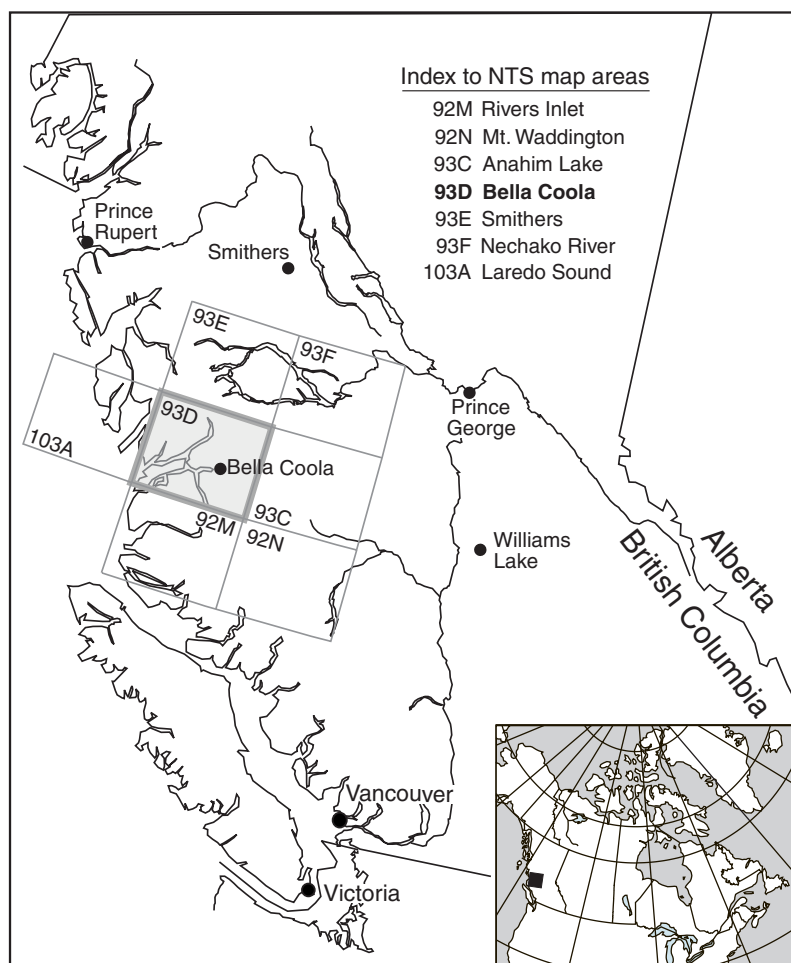 Index to NTS map areas
92M Rivers Inlet
92N Mt. Waddington
93C Anahim Lake
93D Bella Coola
93E Smithers
93F Nechako River
103A Laredo Sound
Prince
Rupert
Smithers
93E
93F
Prince
George
93D
103A
Bella Coola
92M
93C
92N
Williams
Lake
Alberta
British Columbia
Vancouver
Victoria